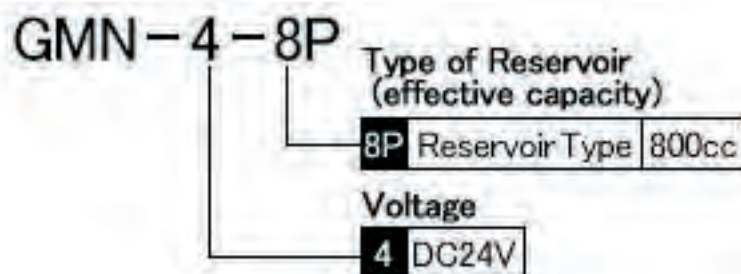 GMN-4-8P
Type of Reservoir
(effective capacity)
8P Reservoir Type 800cc
Voltage
4 DC24V